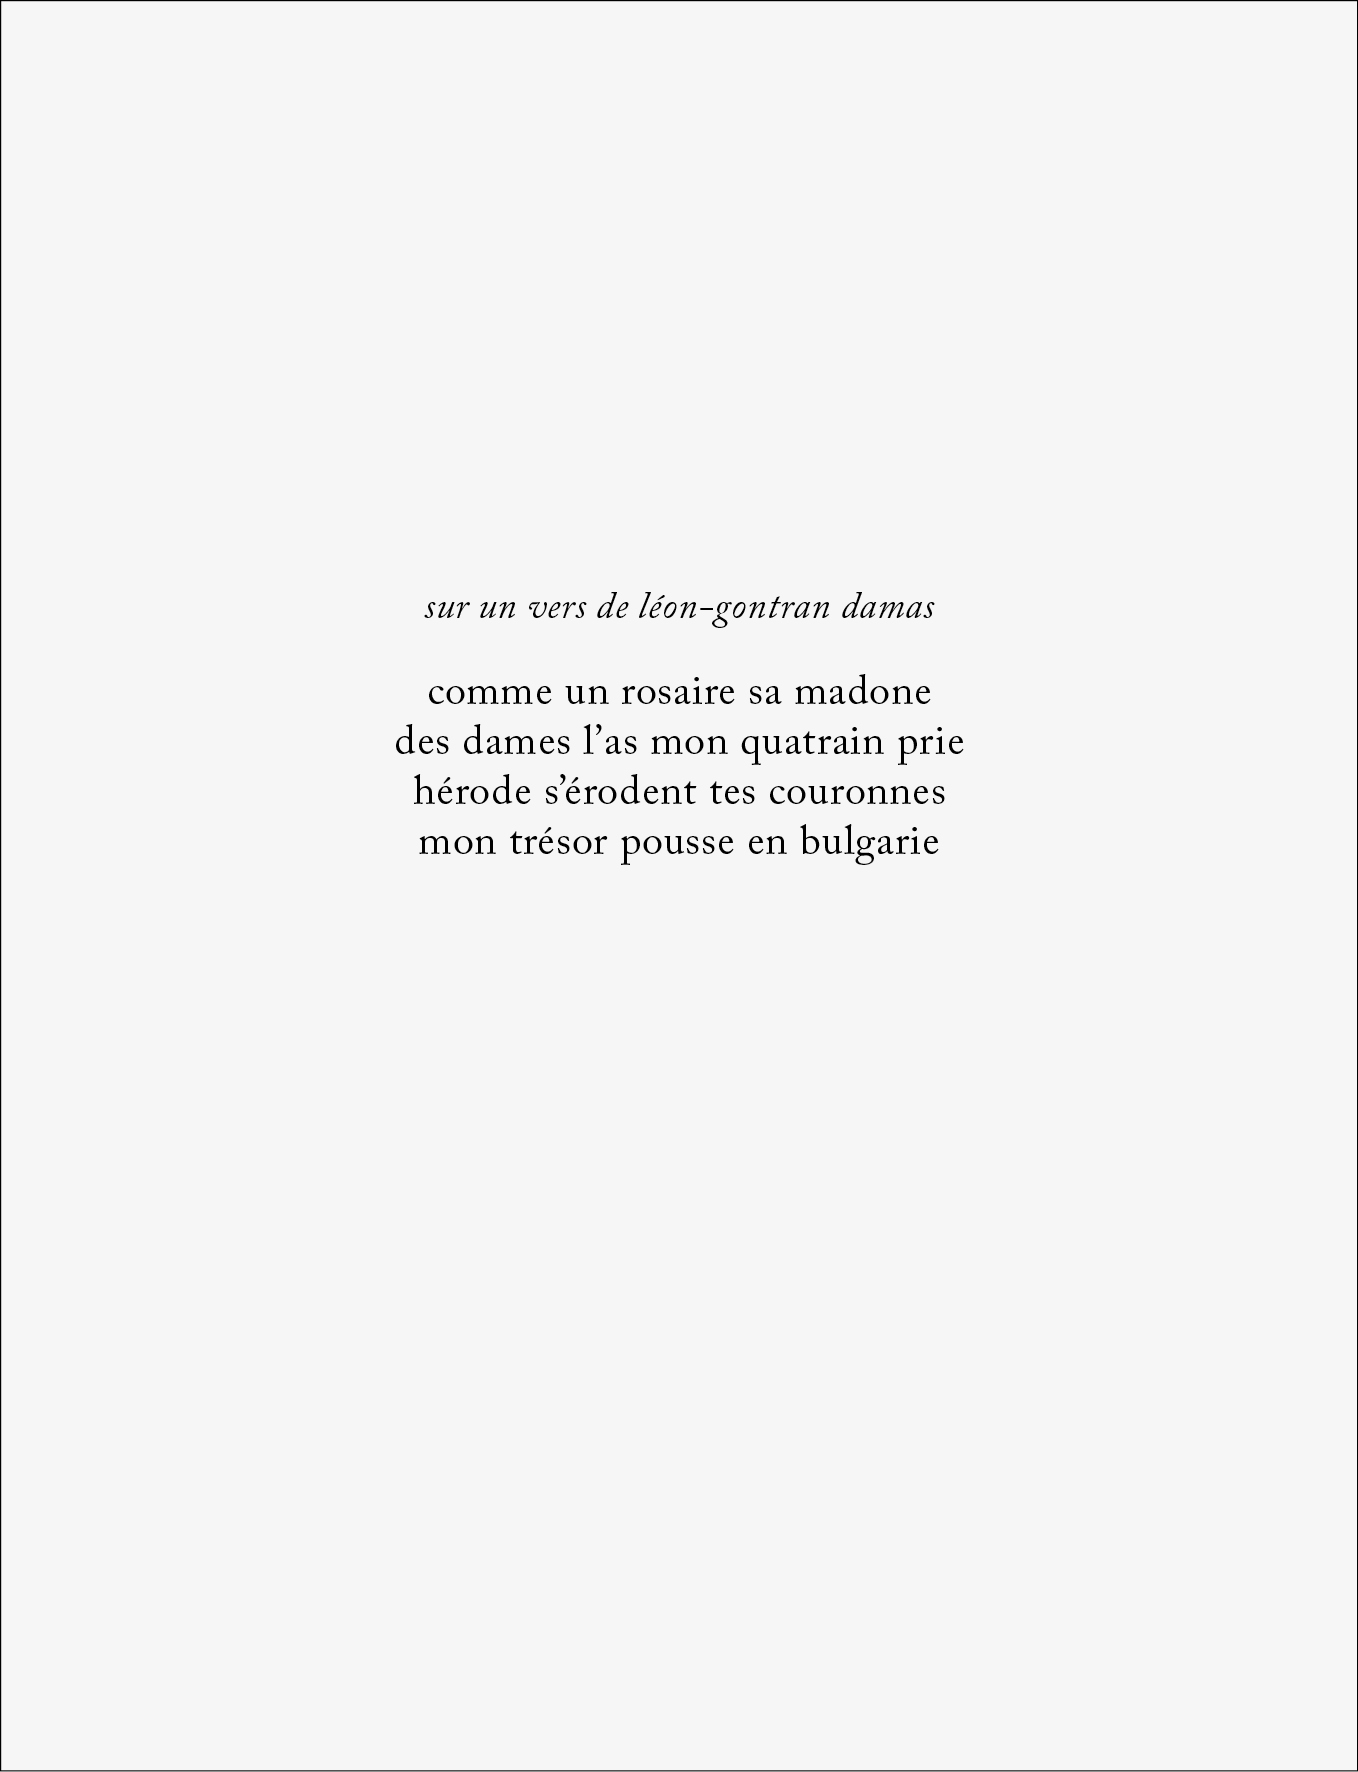 sur un vers de léon-gontran damas
comme un rosaire sa madone
des dames l’as mon quatrain prie
hérode s’érodent tes couronnes
mon trésor pousse en bulgarie